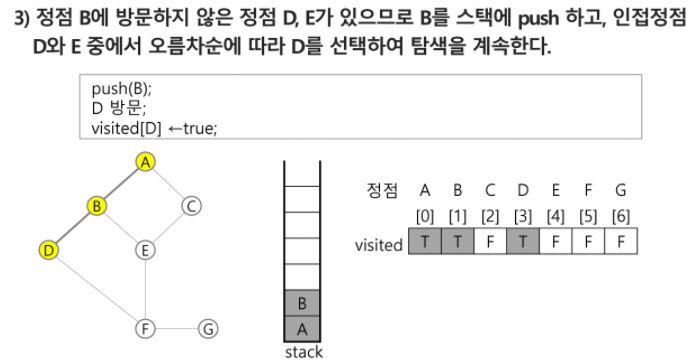 3) 정점 B에 방문하지 않은 정점 D, E가 있으므로 B를 스택에 push 하고, 인접정점
D와 E 중에서 오름차순에 따라 D를 선택하여 탐색을 계속한다.
push(B);
D 방문;
visited[D] ←true;
A
B
C
D
E
F
G
B
A
stack
정점 A B C D E F G
[0] [1] [2] [3] [4] [5] [6]
visited T T F T F F F